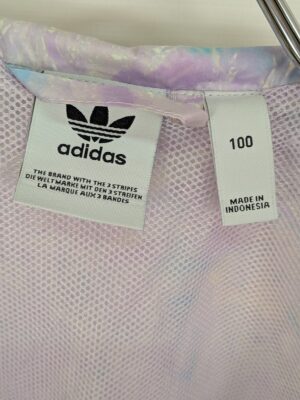 adidas
THE BRAND WITH THE 3 STRIPES
DIE WELTMARKE MIT DEN 3 STREIFEN
LA MARQUE AUX 3 BANDES
100
MADE IN
INDONESIA